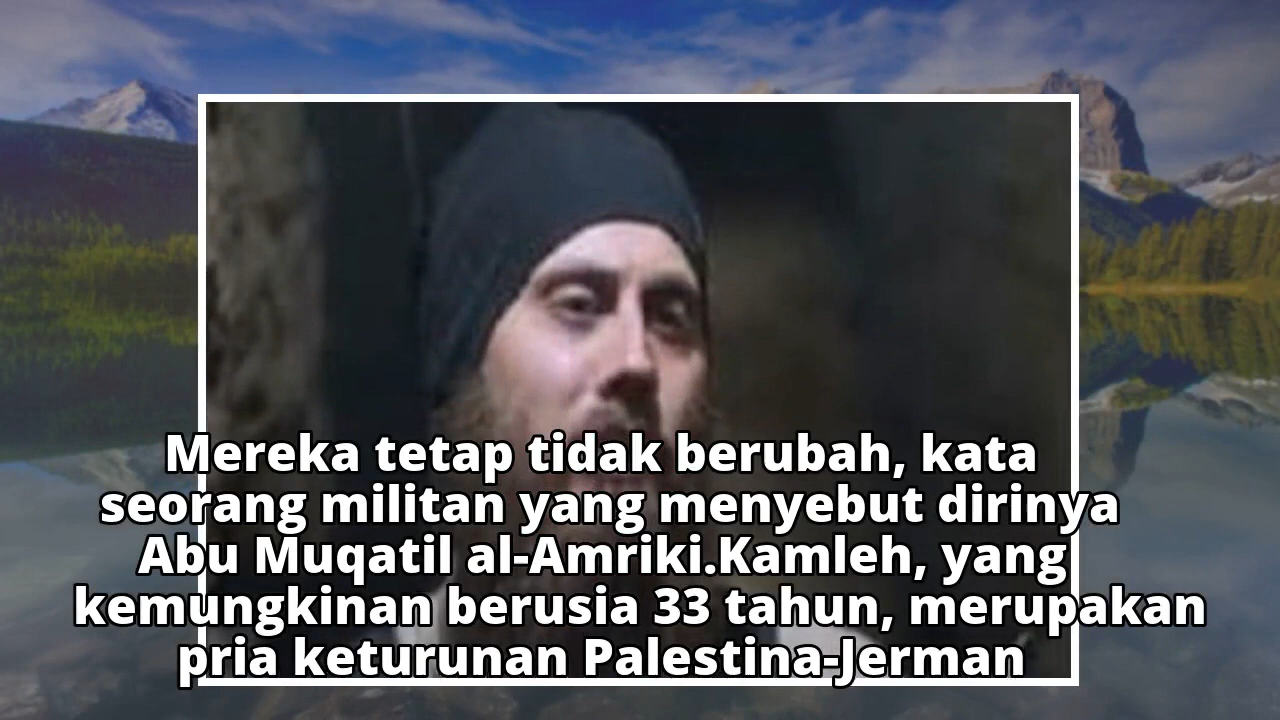 Mereka tetap tidak berubah, kata
seorang militan yang menyebut dirinya
Abu Muqatil al-Amriki.Kamleh, yang
kemungkinan berusia 33 tahun, merupakan
pria keturunan Palestina-Jerman